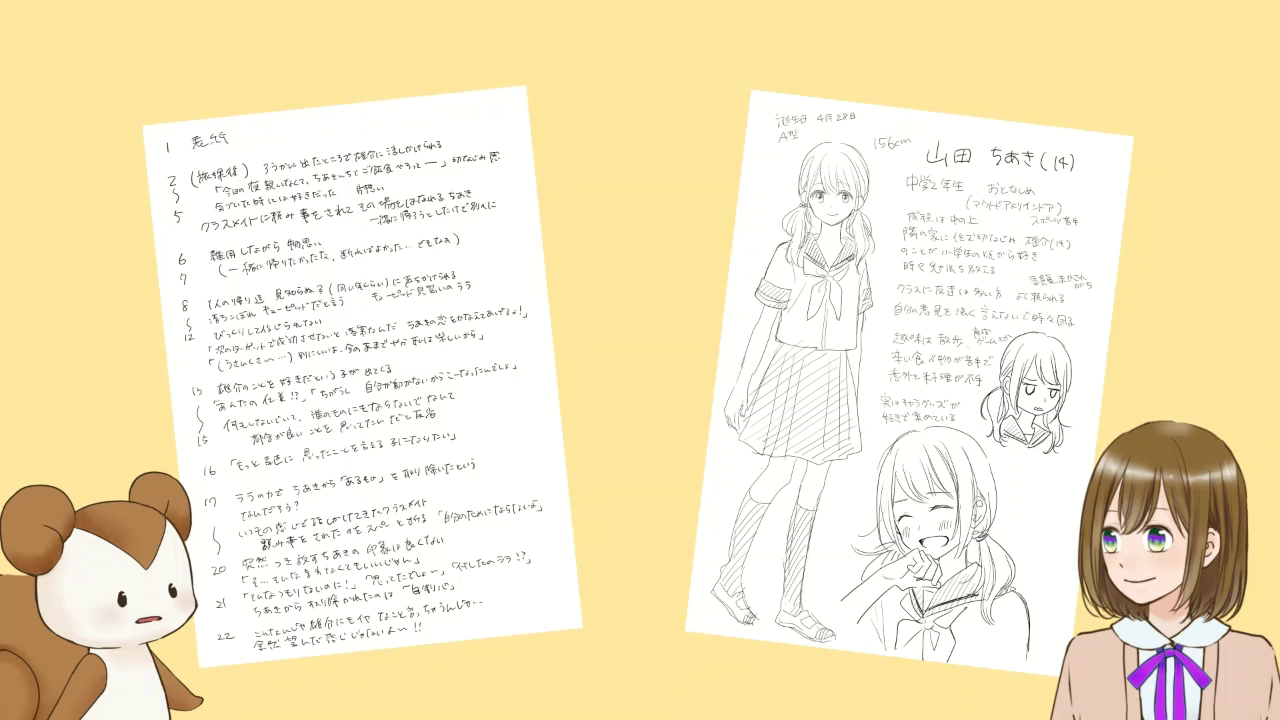 1 表紙
2 (放課後) ろうかに出たところで雄介に話しかけられる
「今日の夜親いなくて、ちあきんちでご飯食べろって―」幼なじみ 思
気づいた時には好きだった 片想い
5 クラスメイトに頼み事をされてその場をはなれるちあき
一緒に帰ろうとしたけど別々に
6 雑用しながら物思い
7 (一緒に帰りたかったな、断ればよかった… でもなぁ)
8 1人の帰り道 見知らぬ子(同い年くらい)に声をかけられる
落ちこぼれキューピッドだと言う キューピッド見習いのララ
12 びっくりして信じられない
「次のターゲットで成功させないと落第なんだ ちあきの恋をかなえてあげるよ!」
「(うさんくさい…) 別にいいよ、今のままでやか 私は楽しいから」
13 雄介のことを好きだという子が出てくる
「あんたの仕業!?」「ちがうし 自分が動かないからこーなったんでしょ」
何もしないでいて、誰のものにもならないでなんて
15 都合が良いことを思ってたんだと反省
16 「もっと素直に思ったことを言える子になりたい」
17 ララの力でちあきから「あるもの」を取り除いたという
なんだろう?
いつもの感じで話しかけてきたクラスメイト
頼み事をされたのをスパッと断る 「自分のためにならないよ」
20 突然つき放すちあきの印象は良くない
「そ…そんな言い方しなくてもいいじゃん」
「そんなつもりないのに!」「思ってたでしょー」「何したのララ!?」
21 ちあきから取り除かれたのは「自制心」
22 こんなんじゃ雄介にもイヤなこと言っちゃうんじゃ…
全然望んだ感じじゃないよ～!!
誕生日 4月28日
A型
156cm
山田 ちあき(14)
中学2年生 おとなしめ
(アウトドアよりインドア)
成績は中の上 スポーツ苦手
隣の家に住む幼なじみ 雄介(14)
のことが小学生の頃から好き
時々勉強を教える
学級委員まかされがち
クラスに友達は多い方 よく頼られる
自分の意見を強く言えないで時々困る
趣味は散歩、 ゲームとか
辛い食べ物が苦手で
意外と料理が不得手
実はキャラグッズが
好きで集めている